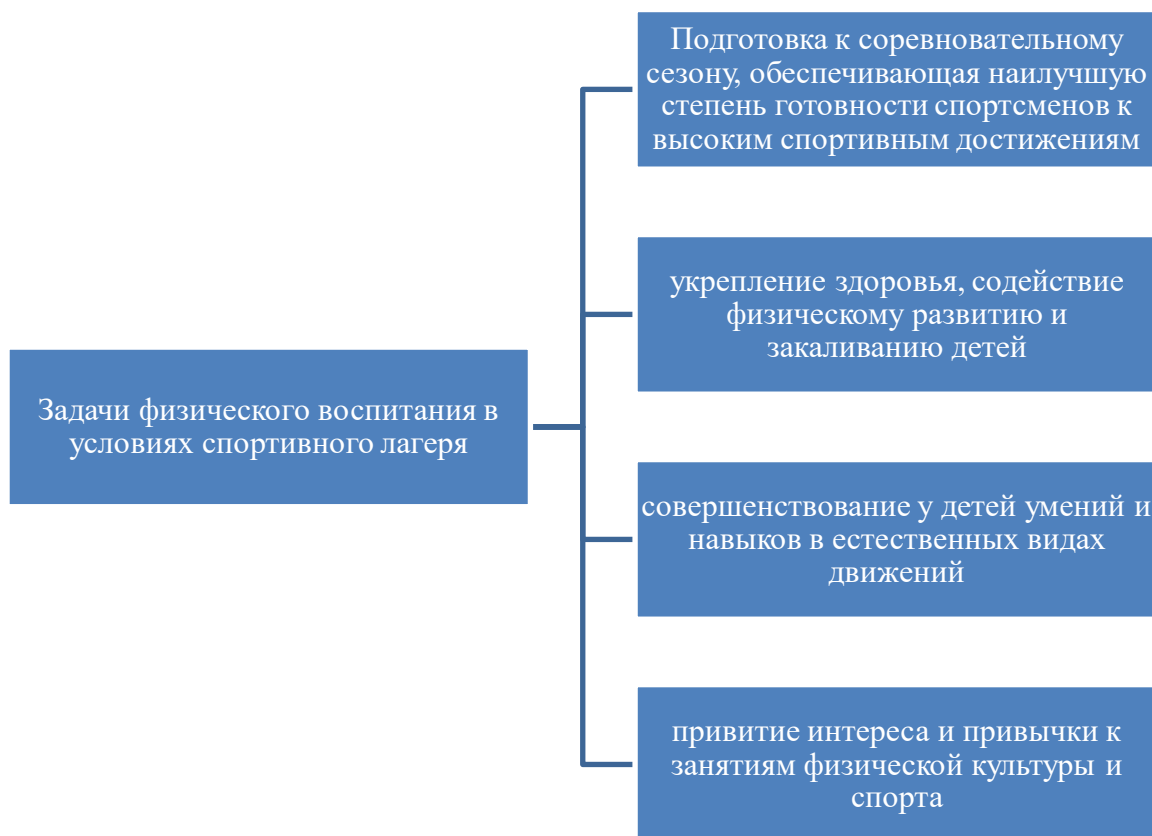 Задачи физического воспитания в
условиях спортивного лагеря
Подготовка к соревновательному
сезону, обеспечивающая наилучшую
степень готовности спортсменов к
высоким спортивным достижениям
укрепление здоровья, содействие
физическому развитию и
закаливанию детей
совершенствование у детей умений и
навыков в естественных видах
движений
привитие интереса и привычки к
занятиям физической культуры и
спорта